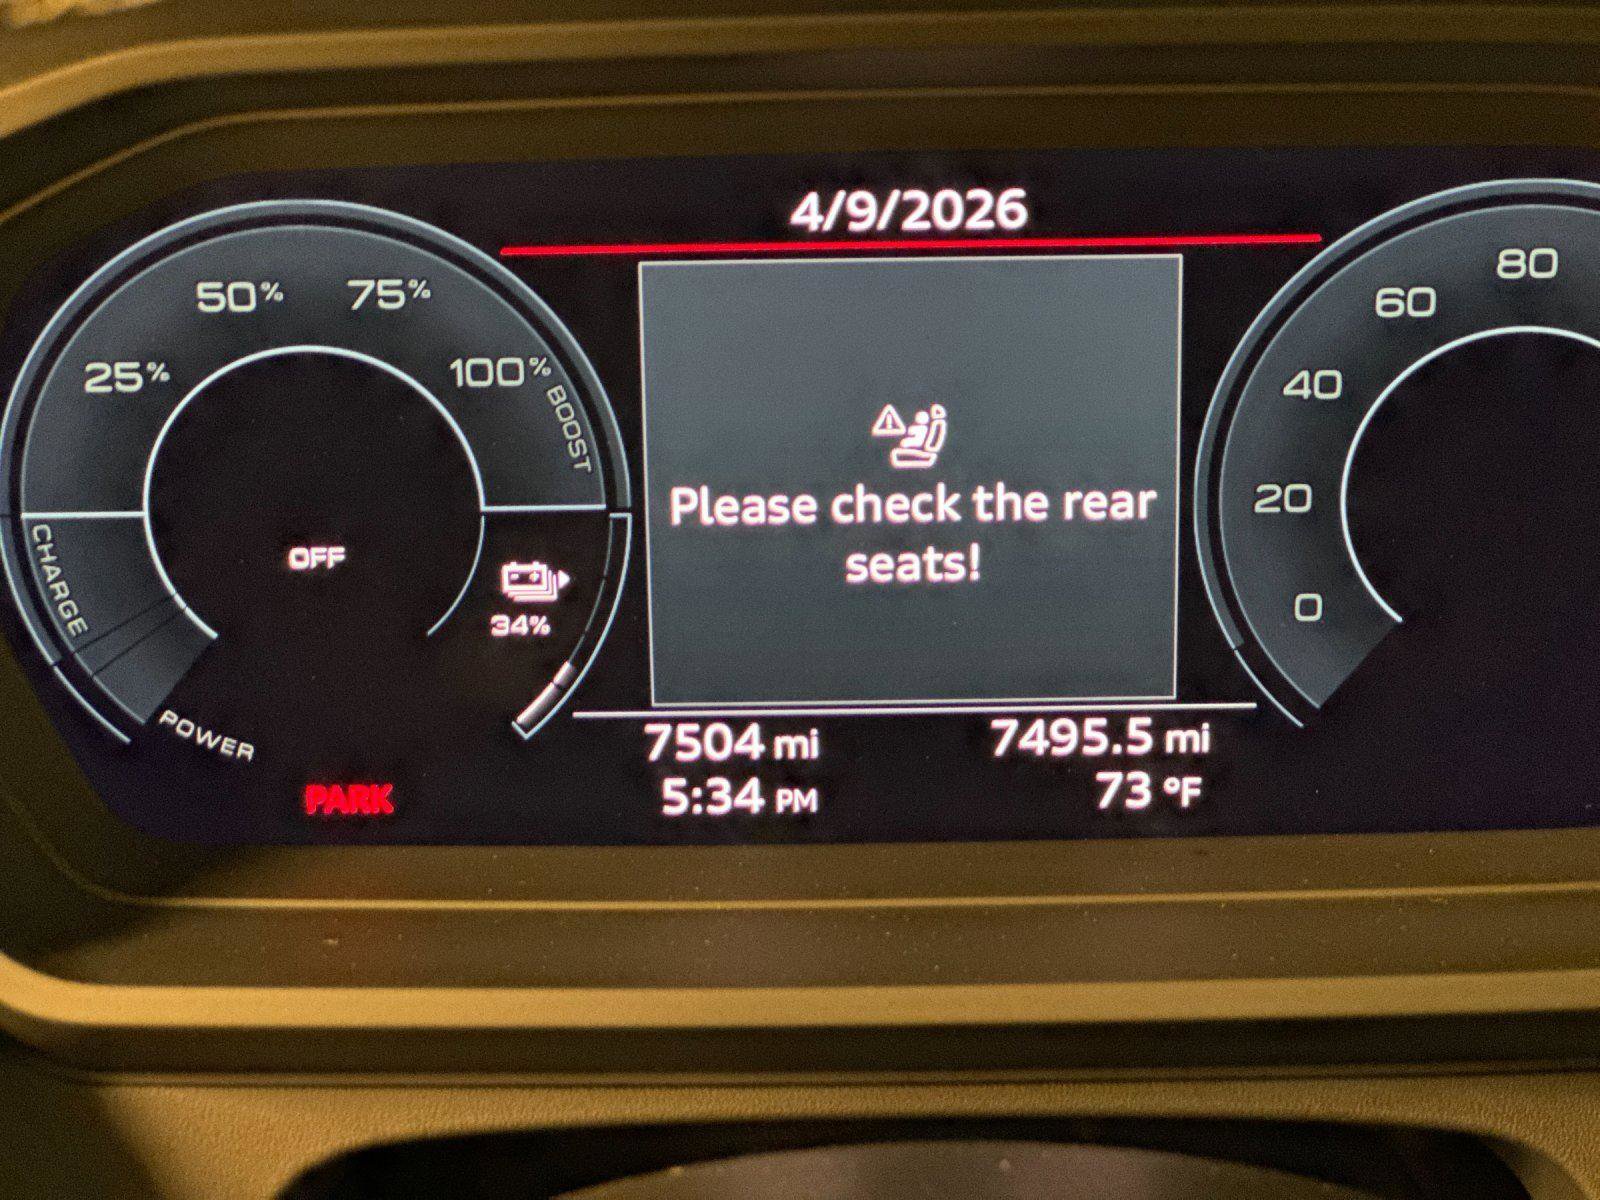 4/9/2026
25%
50%
75%
100%
BOOST
CHARGE
OFF
34%
POWER
PARK
Please check the rear
seats!
7504 mi
7495.5 mi
5:34 PM
73 °F
80
60
40
20
0